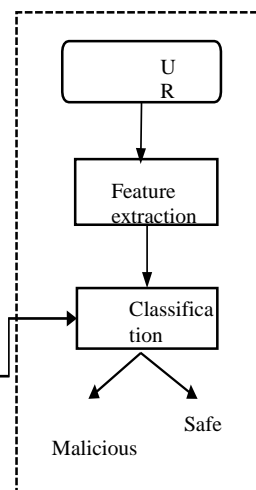 U
R
Feature
extraction
Classifica
tion
Safe
Malicious